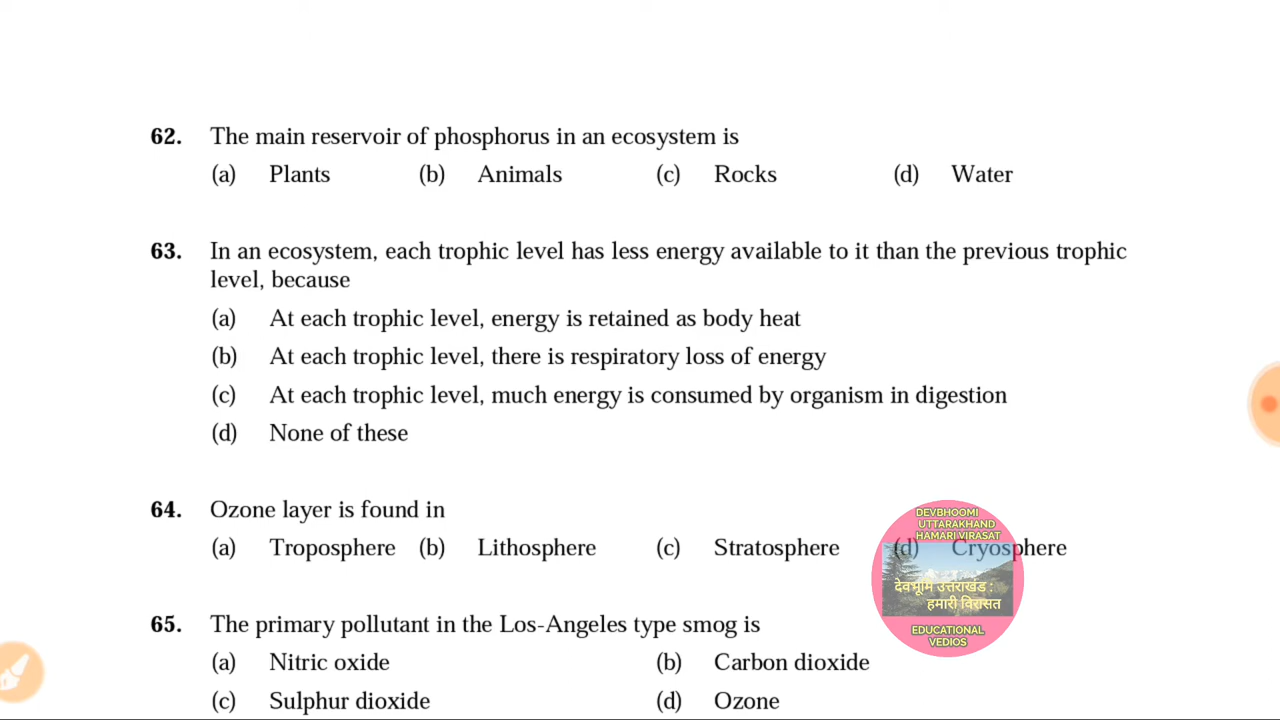 62. The main reservoir of phosphorus in an ecosystem is
(a) Plants (b) Animals (c) Rocks (d) Water
63. In an ecosystem, each trophic level has less energy available to it than the previous trophic
level, because
(a) At each trophic level, energy is retained as body heat
(b) At each trophic level, there is respiratory loss of energy
(c) At each trophic level, much energy is consumed by organism in digestion
(d) None of these
64. Ozone layer is found in
(a) Troposphere (b) Lithosphere (c) Stratosphere (d) Cryosphere
DEVBHOOMI
UTTARAKHAND
HAMARI VIRASAT
देवभूमि उत्तराखंड :
हमारी विरासत
EDUCATIONAL
VEDIOS
65. The primary pollutant in the Los-Angeles type smog is
(a) Nitric oxide (b) Carbon dioxide
(c) Sulphur dioxide (d) Ozone